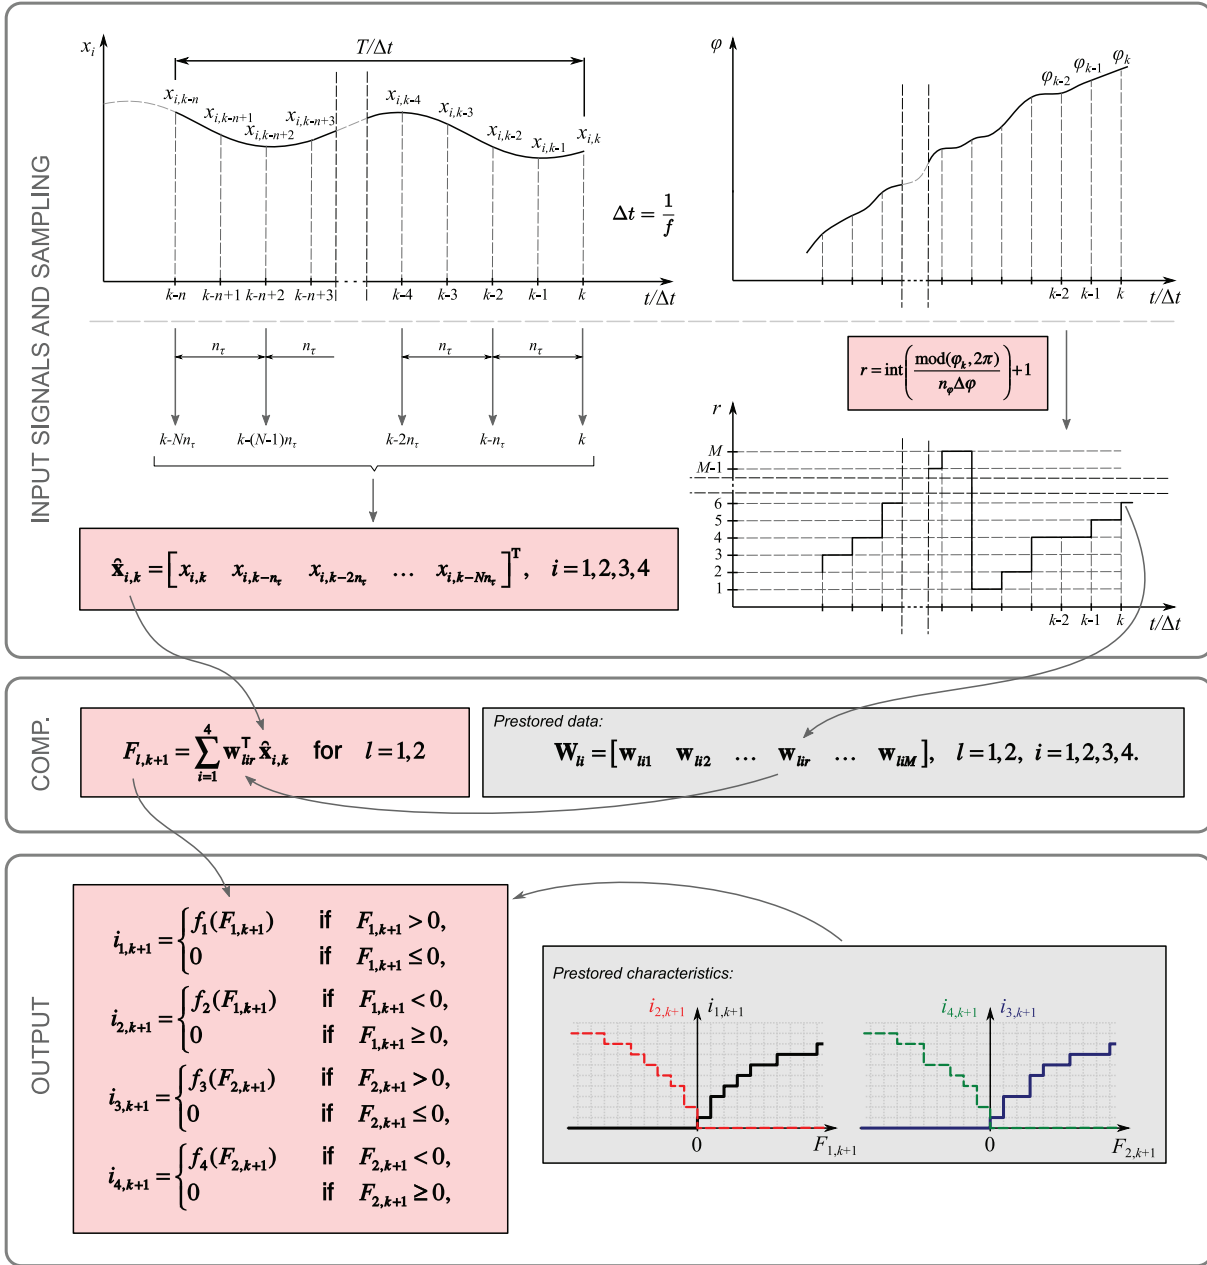 INPUT SIGNALS AND SAMPLING
x_i
T/Δt
x_{i,k-n}
x_{i,k-n+1}
x_{i,k-n+2}
x_{i,k-n+3}
x_{i,k-4}
x_{i,k-3}
x_{i,k-2}
x_{i,k-1}
x_{i,k}
Δt = 1/f
k-n k-n+1 k-n+2 k-n+3 k-4 k-3 k-2 k-1 k t/Δt
φ
φ_{k-2}
φ_{k-1}
φ_k
k-2 k-1 k t/Δt
n_τ n_τ n_τ n_τ
k-Nn_τ k-(N-1)n_τ k-2n_τ k-n_τ k
x̂_{i,k} = [x_{i,k} x_{i,k-n_τ} x_{i,k-2n_τ} … x_{i,k-Nn_τ}]^T, i = 1,2,3,4
r = int(mod(φ_k, 2π) / n_φΔφ) + 1
r
M
M-1
6
5
4
3
2
1
k-2 k-1 k t/Δt
COMP.
F_{l,k+1} = ∑_{i=1}^{4} w_{lir}^T x̂_{i,k} for l = 1,2
Prestored data:
W_{li} = [w_{li1} w_{li2} … w_{lir} … w_{liM}], l = 1,2, i = 1,2,3,4.
OUTPUT
i_{1,k+1} = { f_1(F_{1,k+1}) if F_{1,k+1} > 0,
0 if F_{1,k+1} ≤ 0,
i_{2,k+1} = { f_2(F_{1,k+1}) if F_{1,k+1} < 0,
0 if F_{1,k+1} ≥ 0,
i_{3,k+1} = { f_3(F_{2,k+1}) if F_{2,k+1} > 0,
0 if F_{2,k+1} ≤ 0,
i_{4,k+1} = { f_4(F_{2,k+1}) if F_{2,k+1} < 0,
0 if F_{2,k+1} ≥ 0,
Prestored characteristics:
i_{2,k+1} i_{1,k+1}
0 F_{1,k+1}
i_{4,k+1} i_{3,k+1}
0 F_{2,k+1}